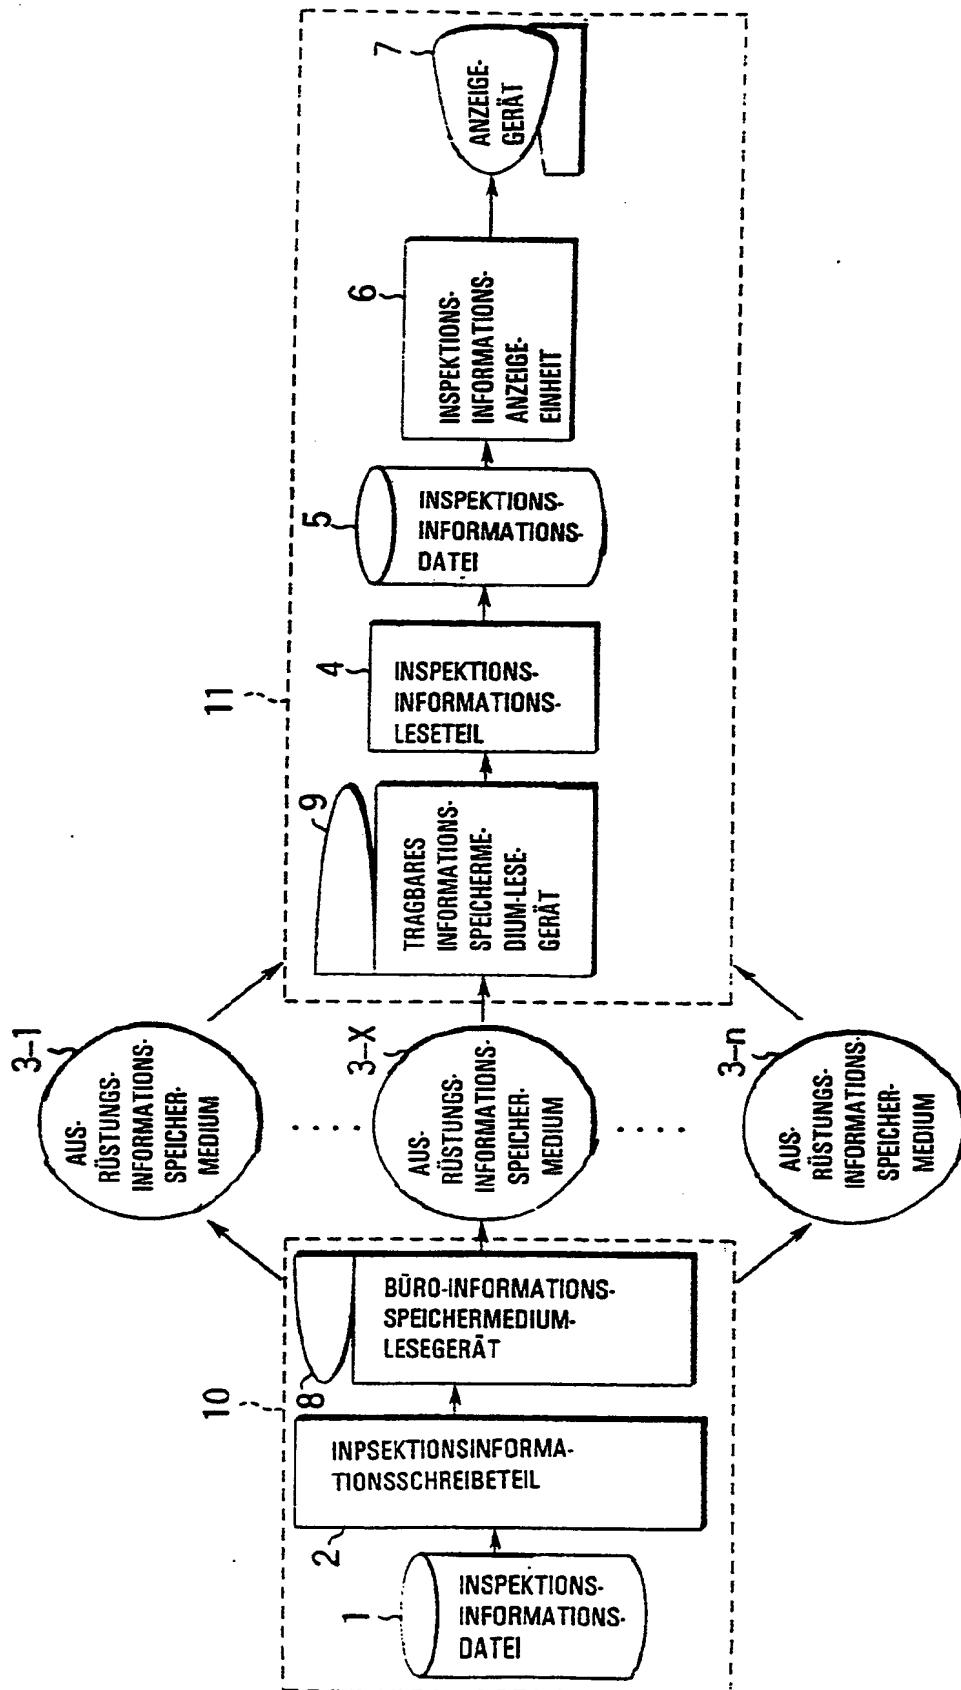 1
INSPEKTIONS-
INFORMATIONS-
DATEI
2
INPSEKTIONSINFORMA-
TIONSSCHREIBETEIL
10
8
BÜRO-INFORMATIONS-
SPEICHERMEDIUM-
LESEGERÄT
3-1
AUS-
RÜSTUNGS-
INFORMATIONS-
SPEICHER-
MEDIUM
3-X
AUS-
RÜSTUNGS-
INFORMATIONS-
SPEICHER-
MEDIUM
3-n
AUS-
RÜSTUNGS-
INFORMATIONS-
SPEICHER-
MEDIUM
11
9
TRAGBARES
INFORMATIONS-
SPEICHERME-
DIUM-LESE-
GERÄT
4
INSPEKTIONS-
INFORMATIONS-
LESETEIL
5
INSPEKTIONS-
INFORMATIONS-
DATEI
6
INSPEKTIONS-
INFORMATIONS-
ANZEIGE-
EINHEIT
7
ANZEIGE-
GERÄT